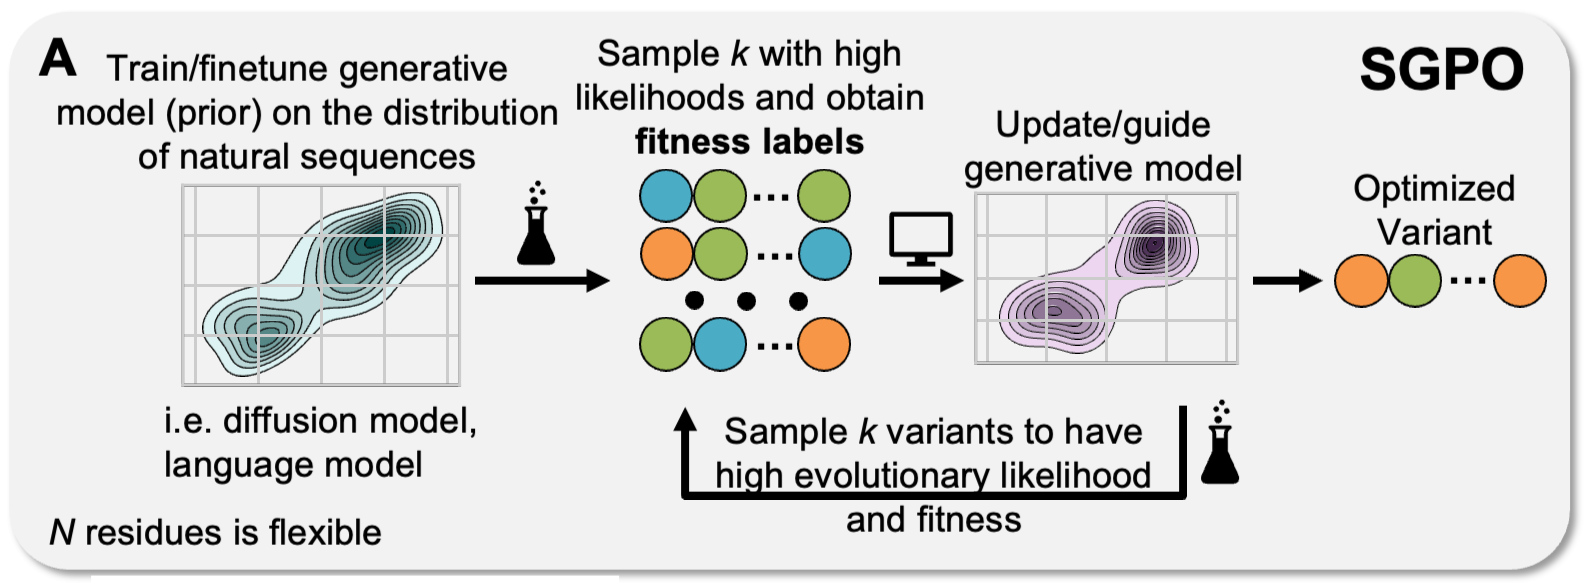 A
SGPO
Train/finetune generative
model (prior) on the distribution
of natural sequences
i.e. diffusion model,
language model
N residues is flexible
Sample k with high
likelihoods and obtain
fitness labels
Update/guide
generative model
Sample k variants to have
high evolutionary likelihood
and fitness
Optimized
Variant